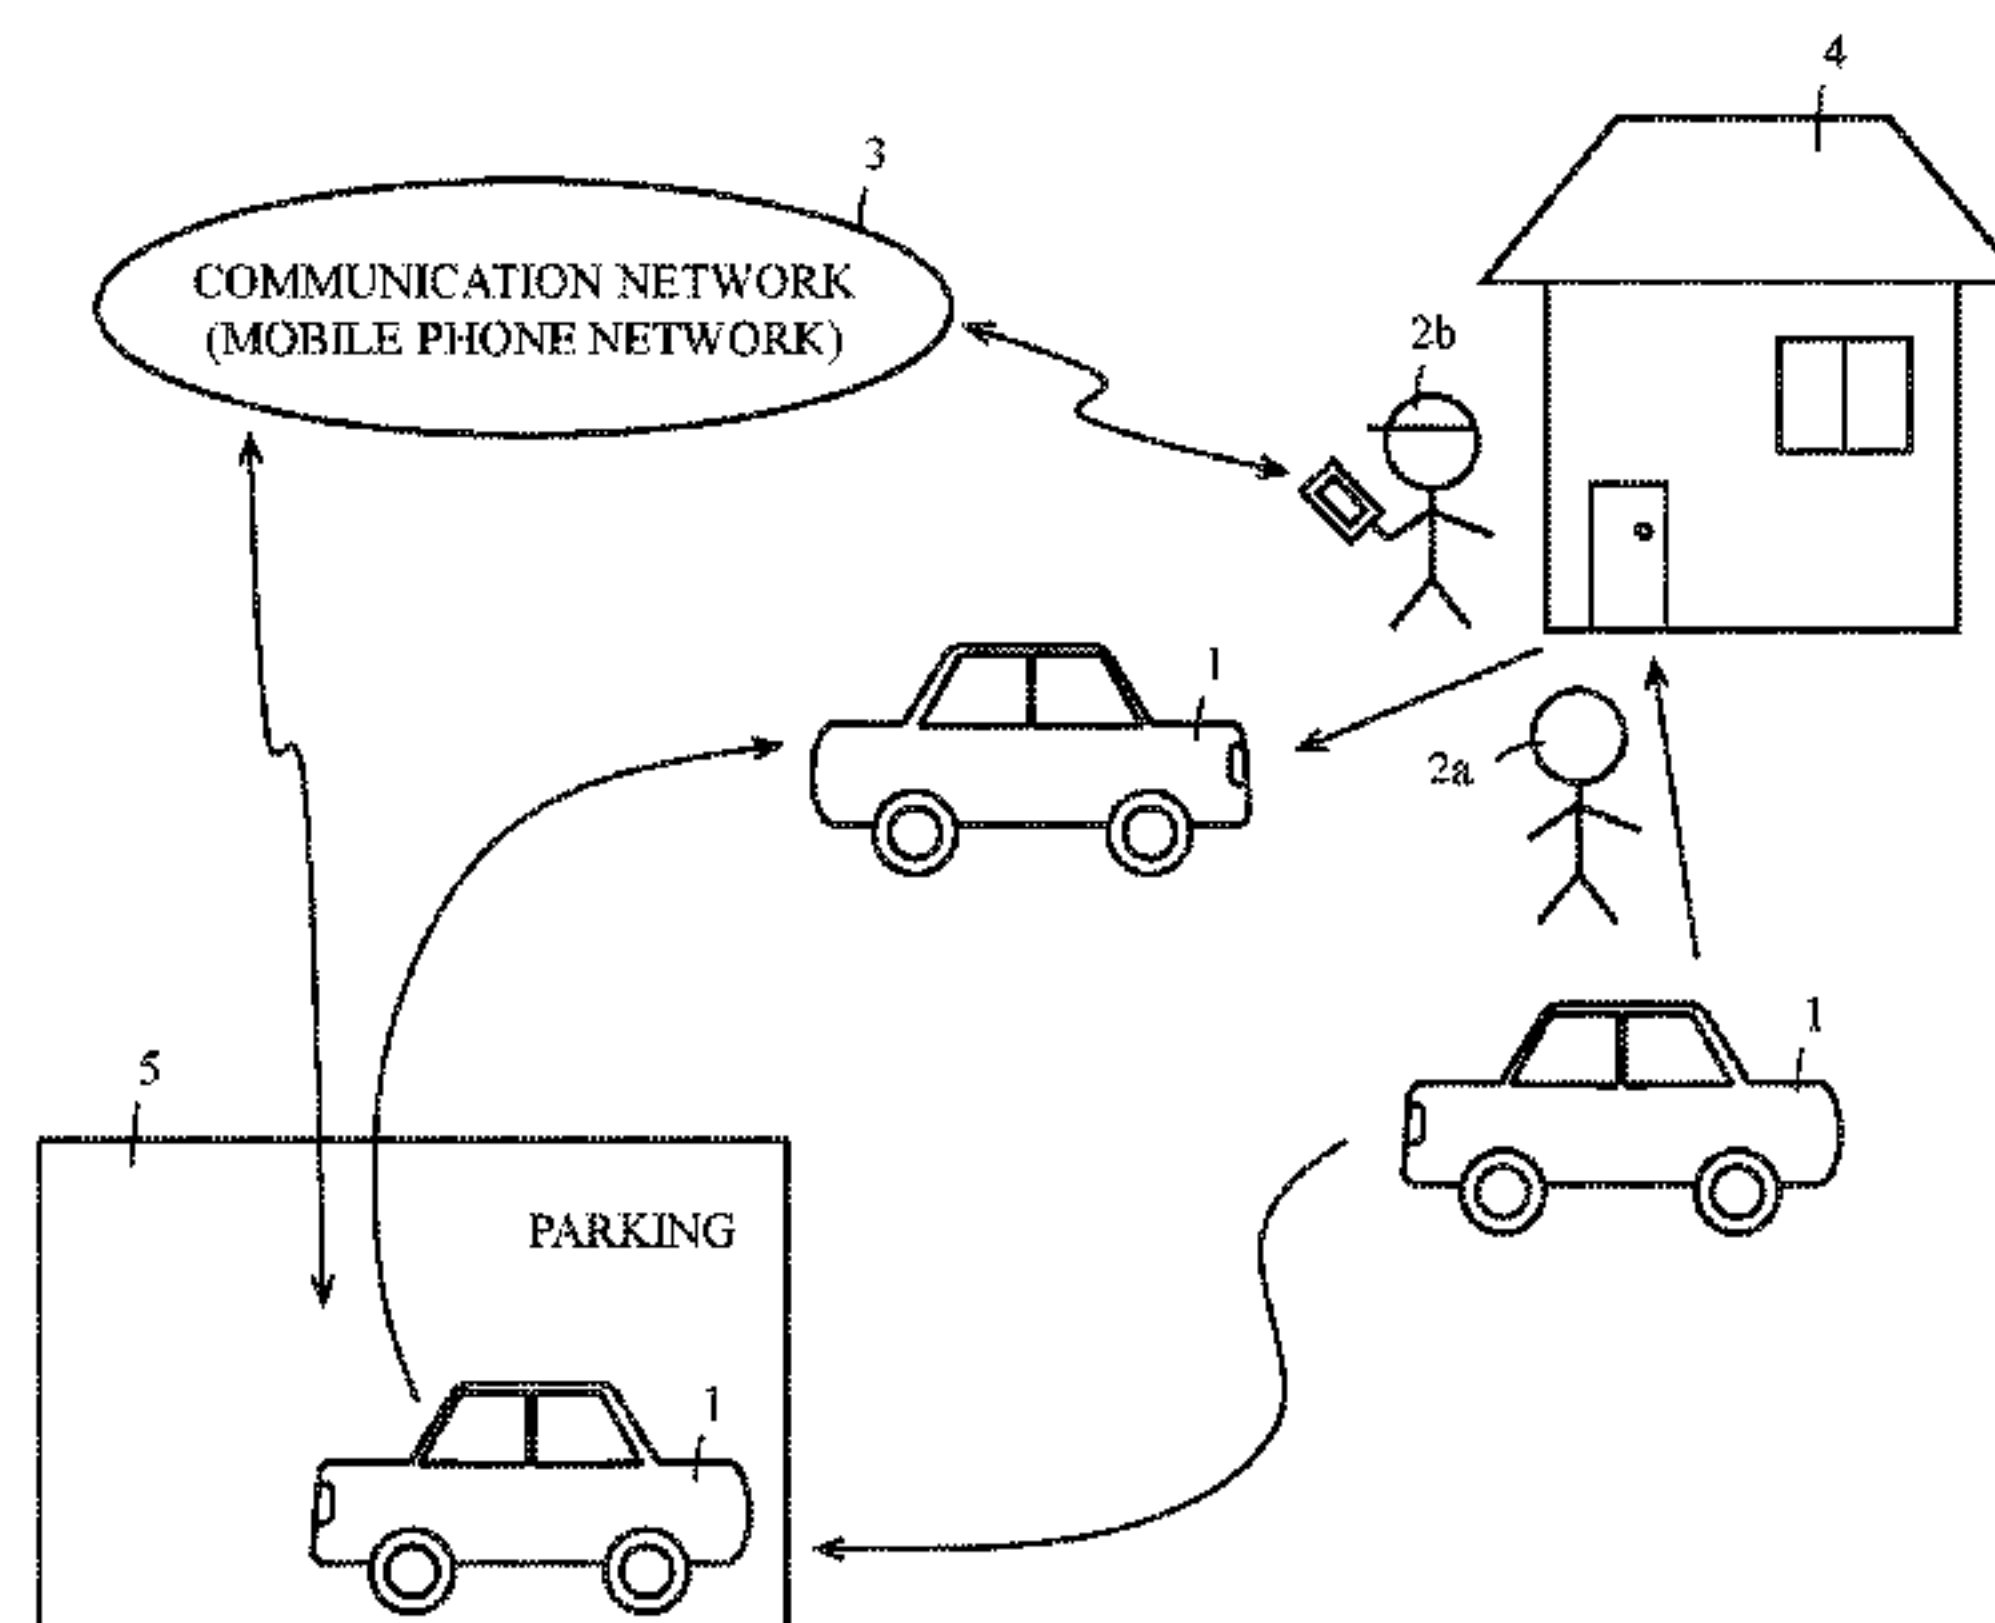 4
3
COMMUNICATION NETWORK
(MOBILE PHONE NETWORK)
2b
1
2a
1
5
PARKING
1